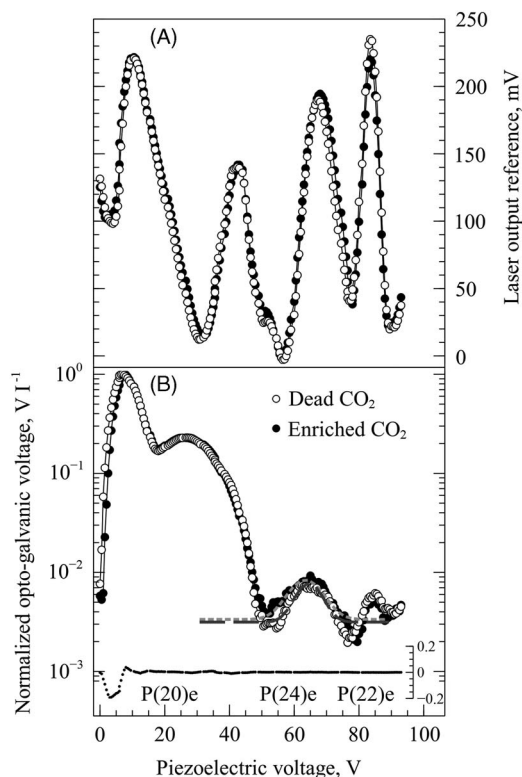 (A)
250
200
150
100
50
0
Laser output reference, mV
(B)
Dead CO₂
Enriched CO₂
10⁰
10⁻¹
10⁻²
10⁻³
Normalized opto-galvanic voltage, V I⁻¹
0.2
0
−0.2
P(20)e P(24)e P(22)e
0 20 40 60 80 100
Piezoelectric voltage, V